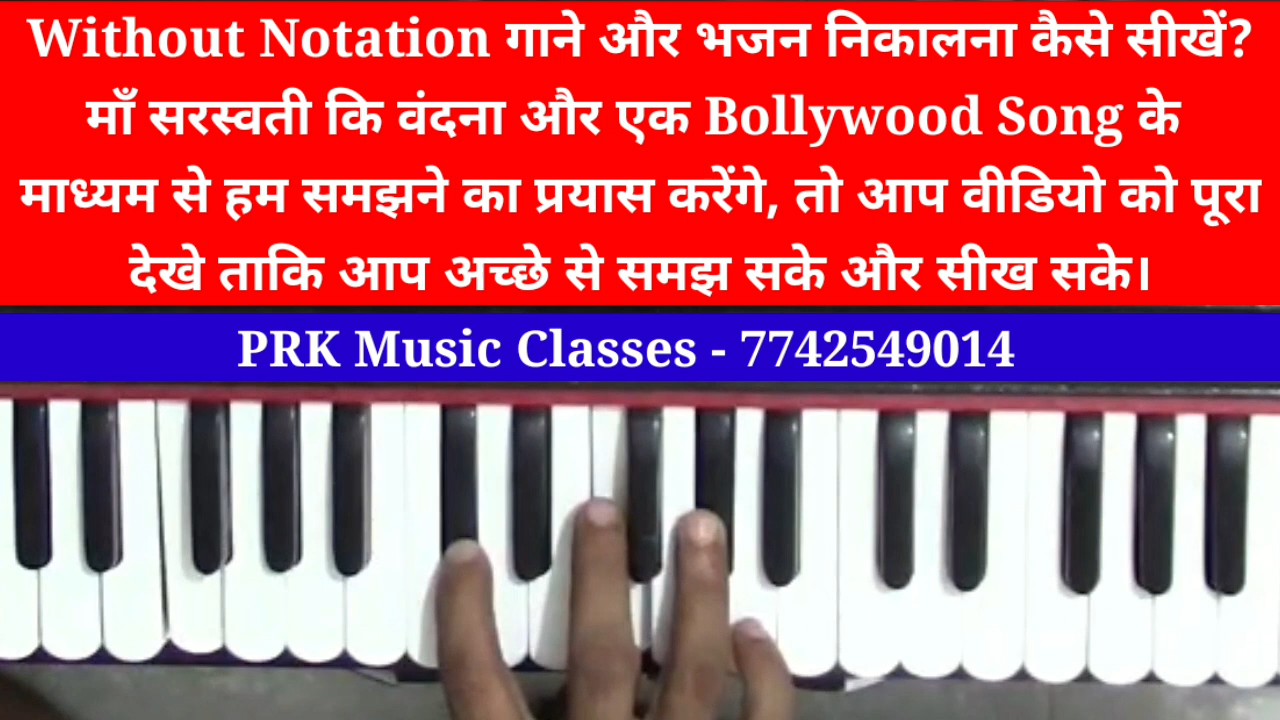 Without Notation गाने और भजन निकालना कैसे सीखें?
माँ सरस्वती कि वंदना और एक Bollywood Song के
माध्यम से हम समझने का प्रयास करेंगे, तो आप वीडियो को पूरा
देखे ताकि आप अच्छे से समझ सके और सीख सके।
PRK Music Classes - 7742549014